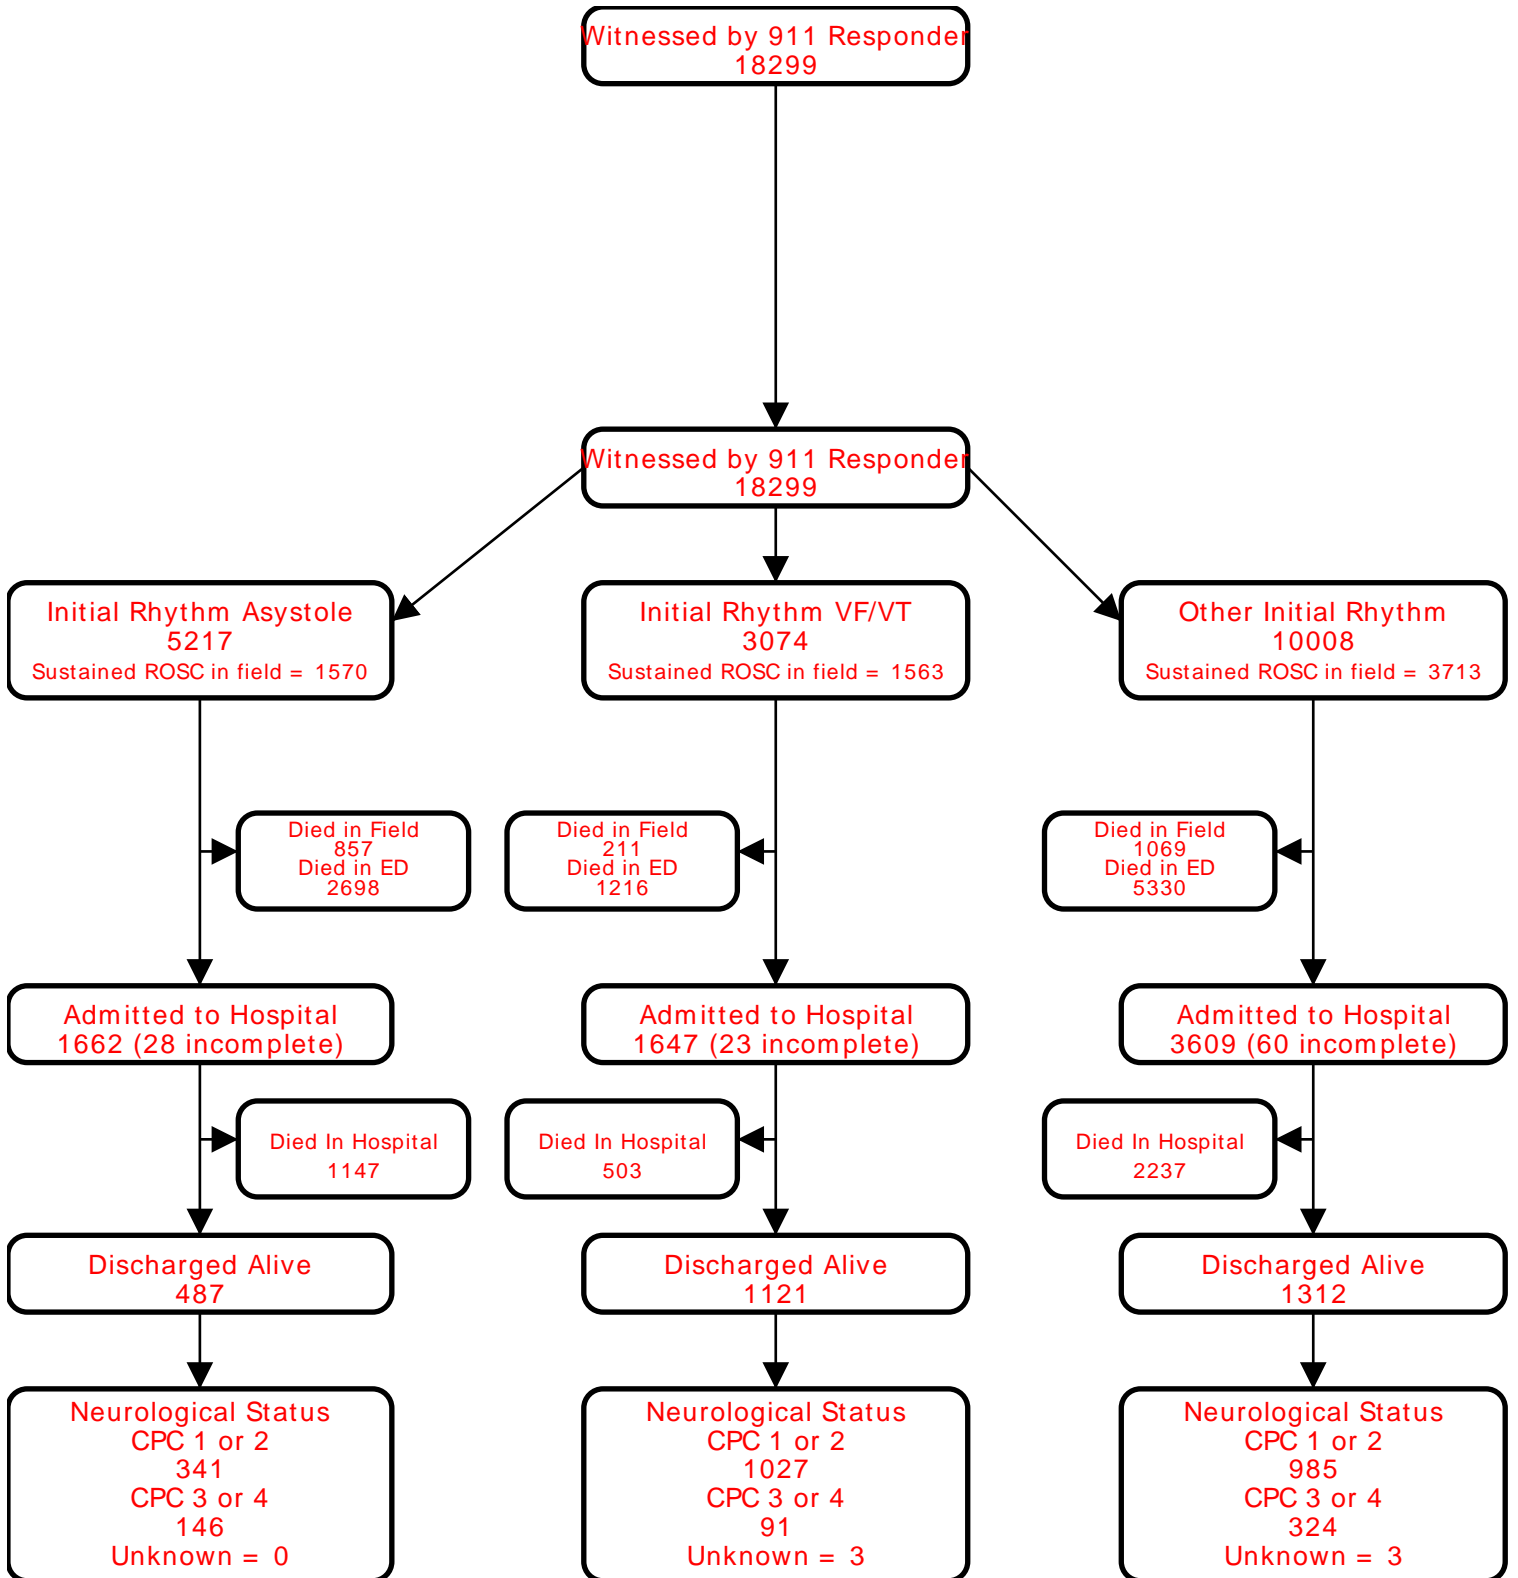 Witnessed by 911 Responder
18299
Witnessed by 911 Responder
18299
Initial Rhythm Asystole
5217
Sustained ROSC in field = 1570
Initial Rhythm VF/VT
3074
Sustained ROSC in field = 1563
Other Initial Rhythm
10008
Sustained ROSC in field = 3713
Died in Field
857
Died in ED
2698
Died in Field
211
Died in ED
1216
Died in Field
1069
Died in ED
5330
Admitted to Hospital
1662 (28 incomplete)
Admitted to Hospital
1647 (23 incomplete)
Admitted to Hospital
3609 (60 incomplete)
Died In Hospital
1147
Died In Hospital
503
Died In Hospital
2237
Discharged Alive
487
Discharged Alive
1121
Discharged Alive
1312
Neurological Status
CPC 1 or 2
341
CPC 3 or 4
146
Unknown = 0
Neurological Status
CPC 1 or 2
1027
CPC 3 or 4
91
Unknown = 3
Neurological Status
CPC 1 or 2
985
CPC 3 or 4
324
Unknown = 3